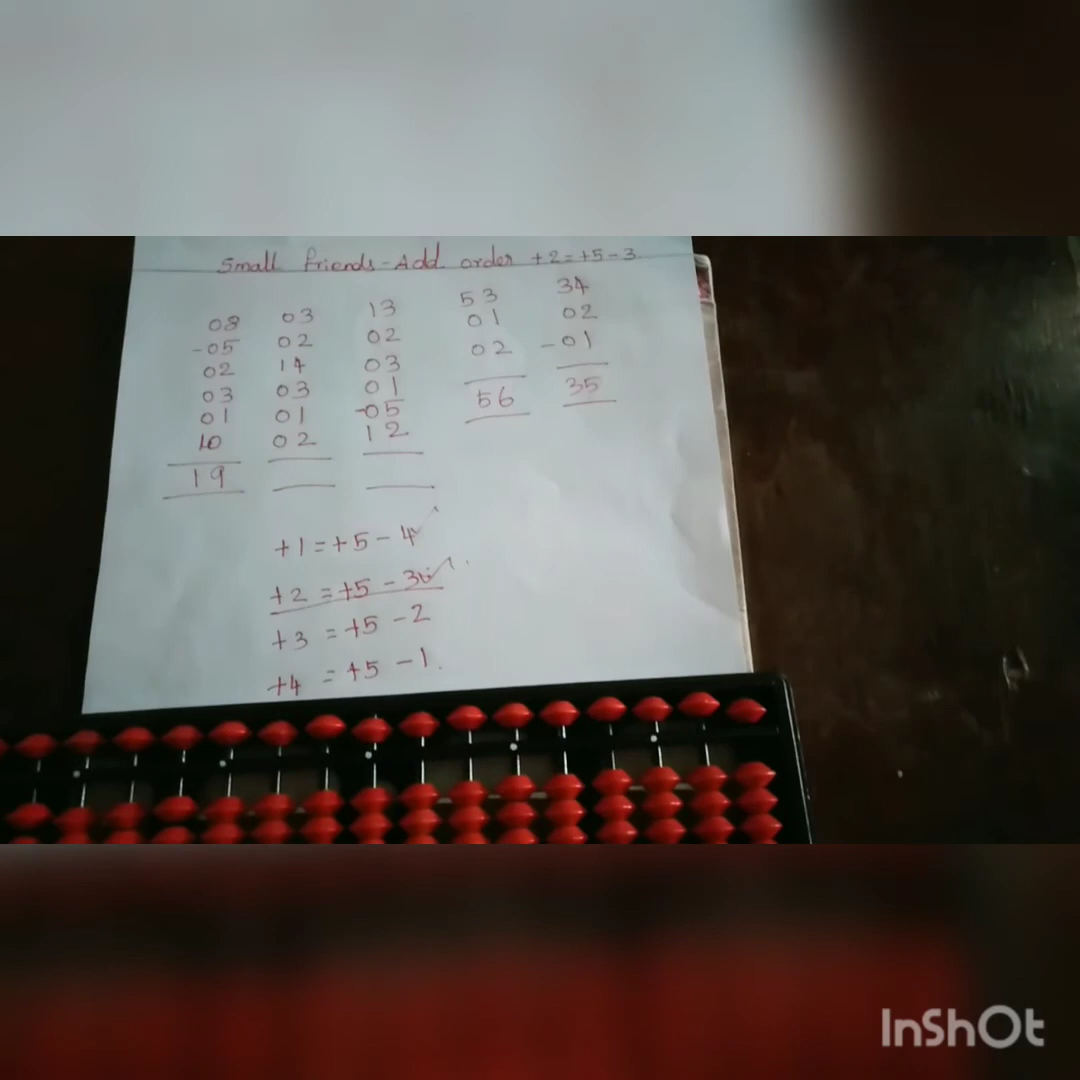 Small friends - Add order +2=+5-3
08 03 13 53 34
-05 02 02 01 02
02 14 03 02 -01
03 03 01 56 35
01 01 -05
10 02 12
19
+1=+5-4
+2=+5-3
+3=+5-2
+4=+5-1.
InShOt